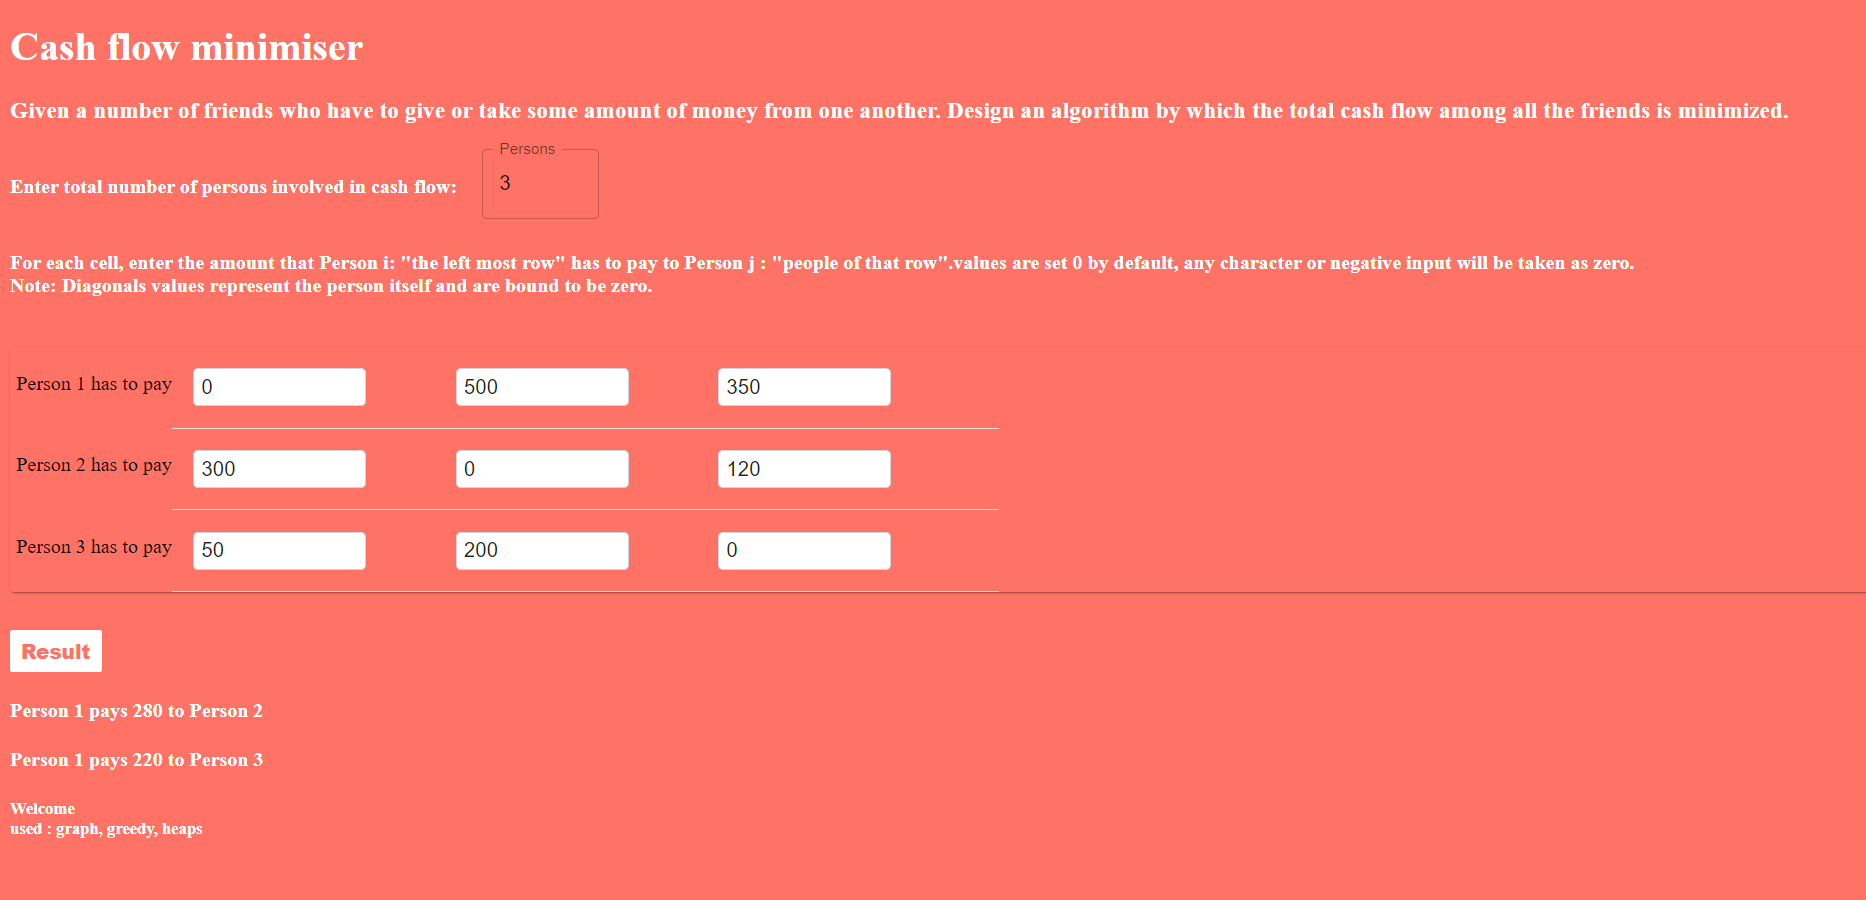 Cash flow minimiser
Given a number of friends who have to give or take some amount of money from one another. Design an algorithm by which the total cash flow among all the friends is minimized.
Persons
Enter total number of persons involved in cash flow: 3
For each cell, enter the amount that Person i: "the left most row" has to pay to Person j : "people of that row".values are set 0 by default, any character or negative input will be taken as zero.
Note: Diagonals values represent the person itself and are bound to be zero.
Person 1 has to pay 0 500 350
Person 2 has to pay 300 0 120
Person 3 has to pay 50 200 0
Result
Person 1 pays 280 to Person 2
Person 1 pays 220 to Person 3
Welcome
used : graph, greedy, heaps